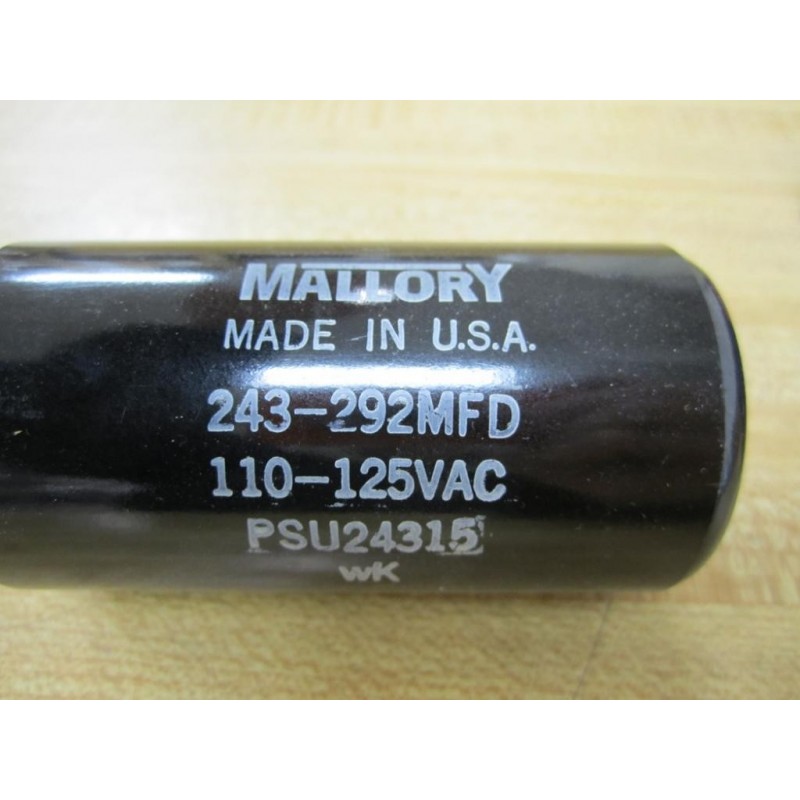 MALLORY
MADE IN U.S.A.
243-292MFD
110-125VAC
PSU24315
WK